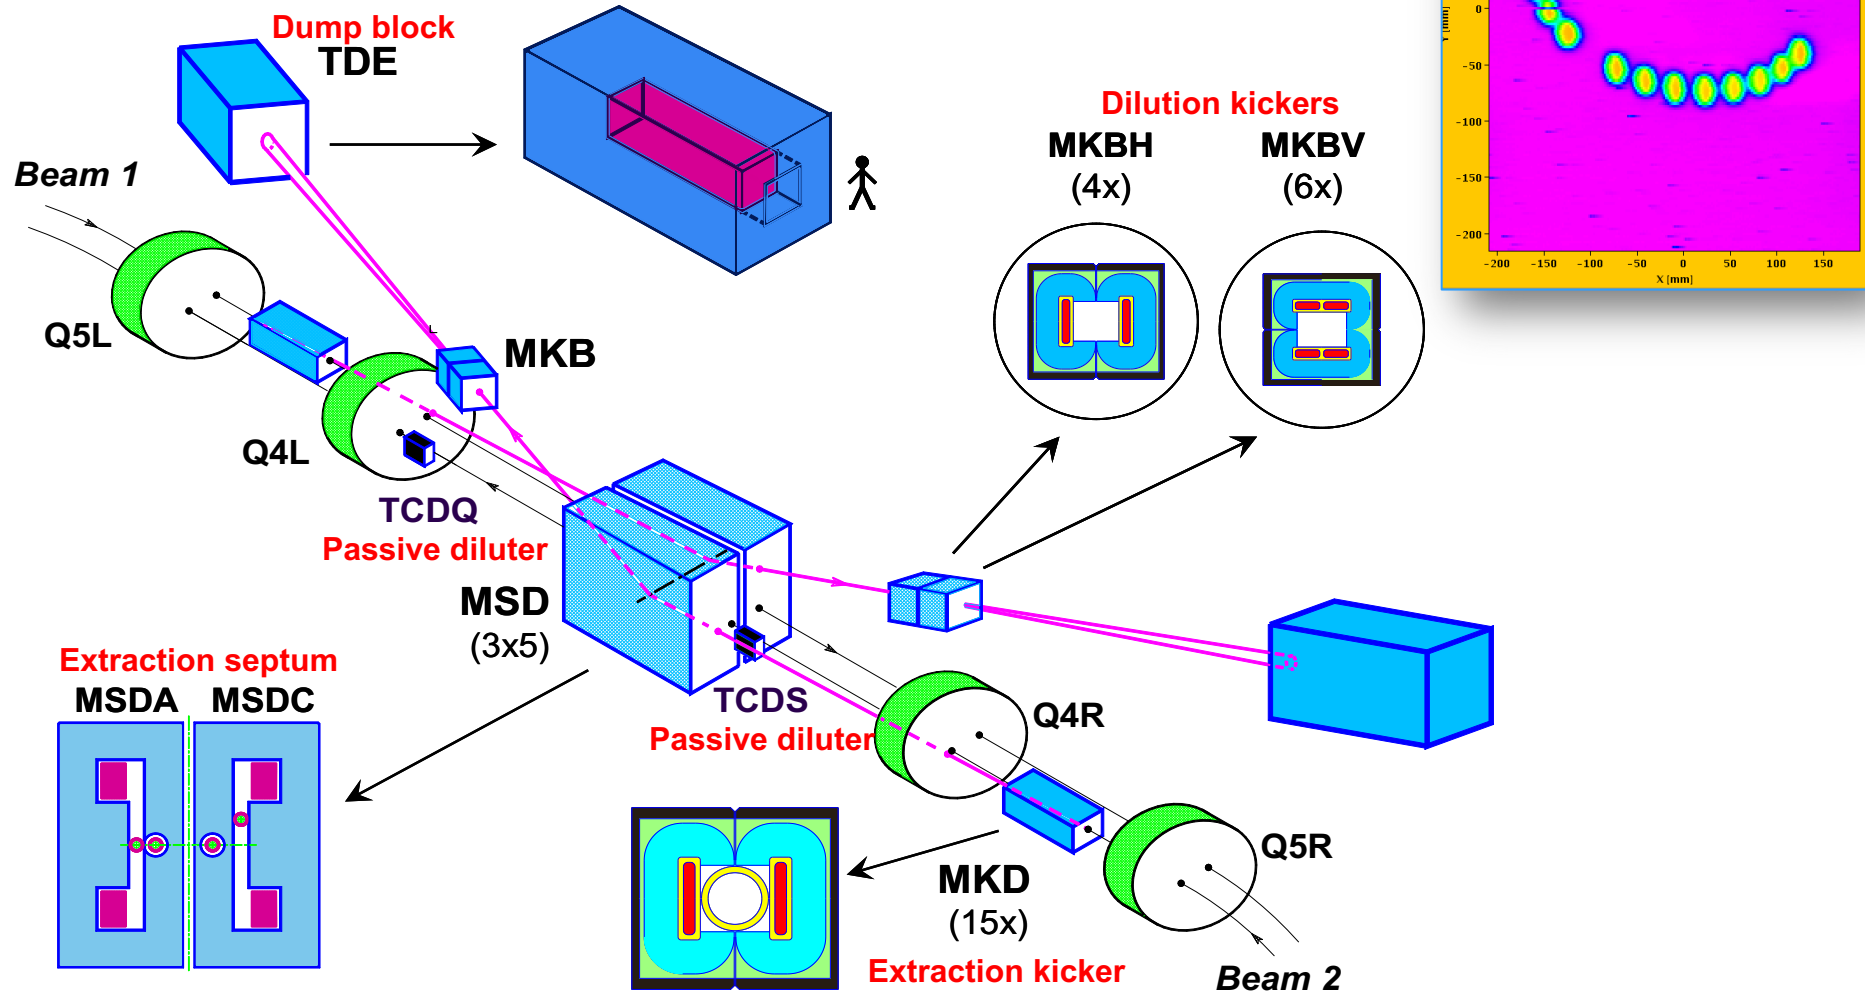 Dump block
TDE
Beam 1
Q5L
MKB
Q4L
TCDQ
Passive diluter
MSD
(3x5)
Extraction septum
MSDA
MSDC
TCDS
Passive diluter
Q4R
MKD
(15x)
Extraction kicker
Q5R
Beam 2
Dilution kickers
MKBH
(4x)
MKBV
(6x)
0
-50
-100
-150
-200
-200
-150
-100
-50
0
50
100
150
X [mm]